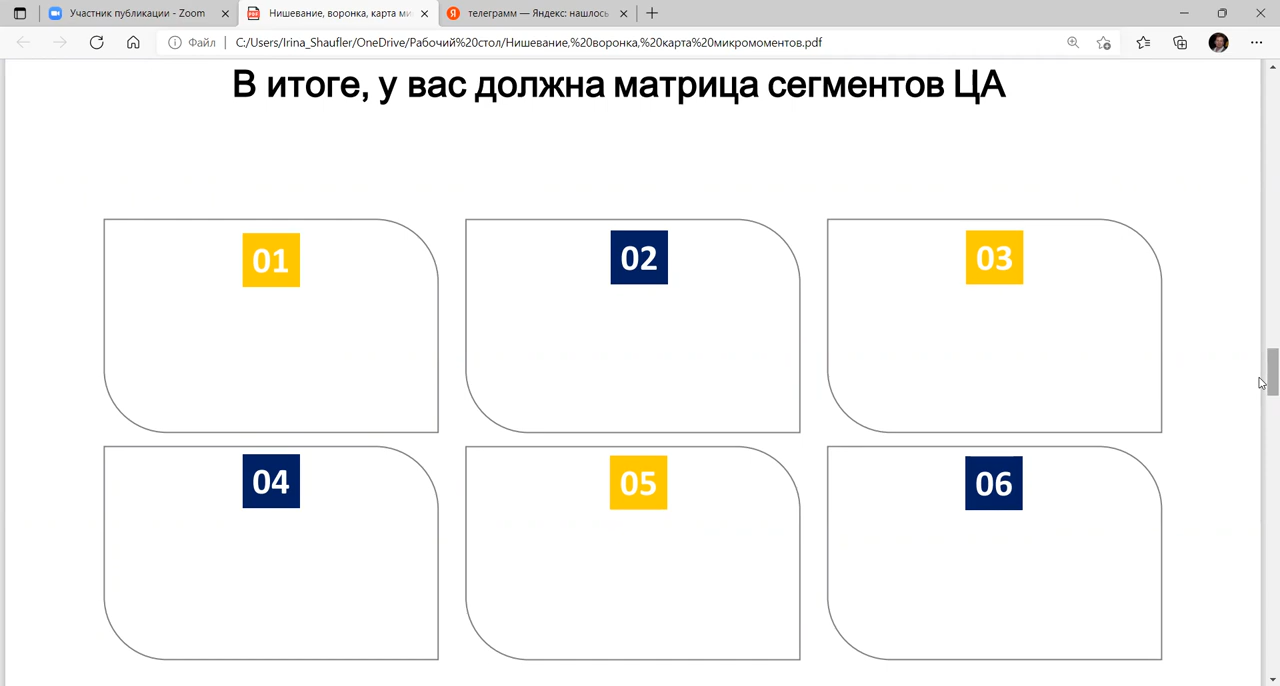 Участник публикации - Zoom
Нишевание, воронка, карта ми
телеграмм — Яндекс: нашлось
Файл
C:/Users/Irina_Shaufler/OneDrive/Рабочий%20стол/Нишевание,%20воронка,%20карта%20микромоментов.pdf
В итоге, у вас должна матрица сегментов ЦА
01
02
03
04
05
06